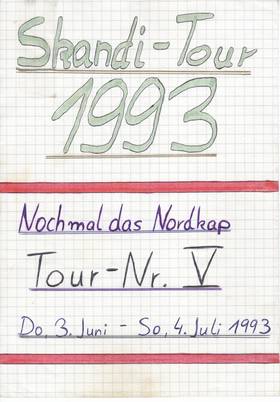 Skandi-Tour
1993
Nochmal das Nordkap
Tour-Nr. V
Do, 3. Juni - So, 4. Juli 1993